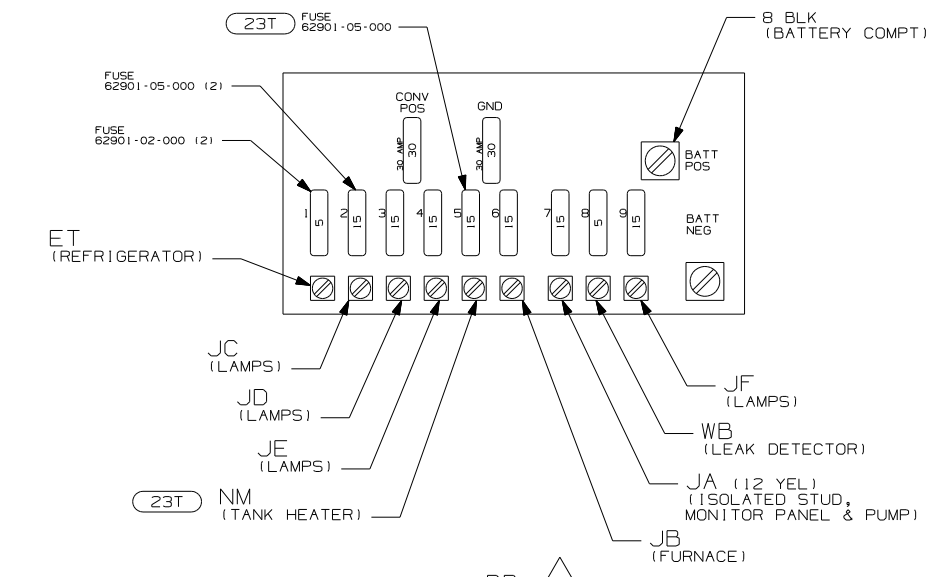 23T
FUSE
62901-05-000
8 BLK
(BATTERY COMPT)
FUSE
62901-05-000 (2)
FUSE
62901-02-000 (2)
CONV
POS
GND
30 AMP
30
30 AMP
30
BATT
POS
1
5
2
15
3
15
4
15
5
15
6
15
7
15
8
5
9
15
BATT
NEG
ET
(REFRIGERATOR)
JC
(LAMPS)
JD
(LAMPS)
JE
(LAMPS)
23T
NM
(TANK HEATER)
JF
(LAMPS)
WB
(LEAK DETECTOR)
JA (12 YEL)
(ISOLATED STUD,
MONITOR PANEL & PUMP)
JB
(FURNACE)